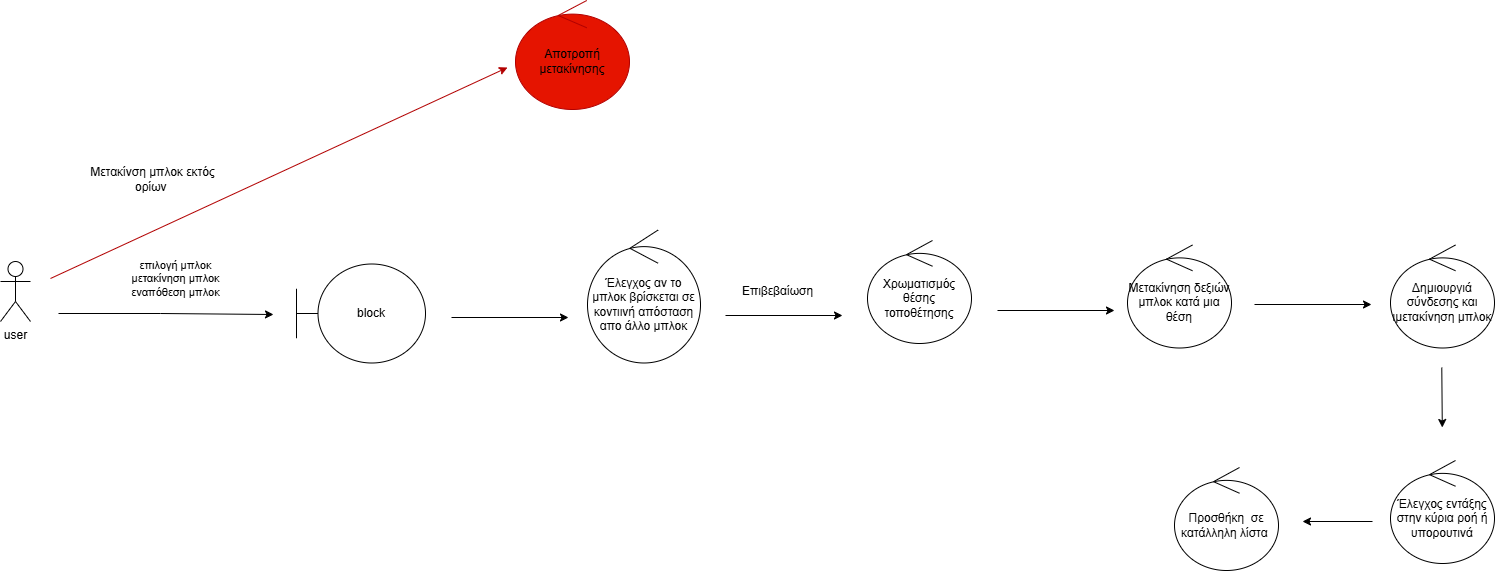 Αποτροπή
μετακίνησης
Μετακίνση μπλοκ εκτός
ορίων
επιλογή μπλοκ
μετακίνηση μπλοκ
εναπόθεση μπλοκ
user
block
Έλεγχος αν το
μπλοκ βρίσκεται σε
κοντιινή απόσταση
απο άλλο μπλοκ
Επιβεβαίωση
Χρωματισμός
θέσης
τοποθέτησης
Μετακίνηση δεξιών
μπλοκ κατά μια
θέση
Δημιουργιά
σύνδεσης και
μετακίνηση μπλοκ
Έλεγχος εντάξης
στην κύρια ροή ή
υπορουτινά
Προσθήκη σε
κατάλληλη λίστα